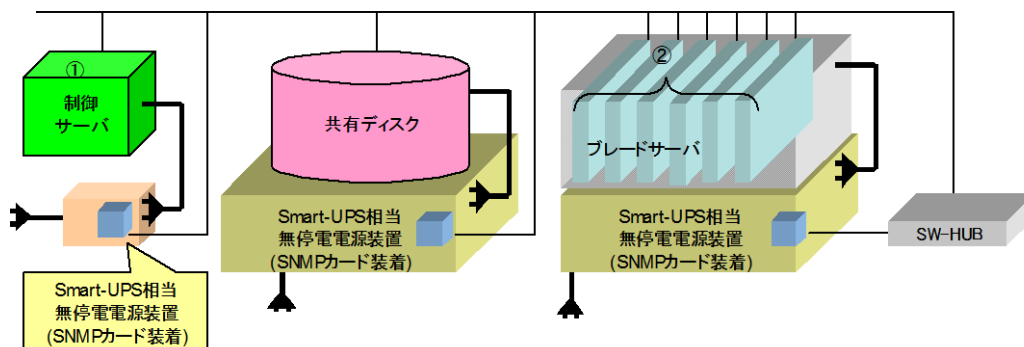 ①
制御
サーバ
共有ディスク
②
ブレードサーバ
Smart-UPS相当
無停電電源装置
(SNMPカード装着)
Smart-UPS相当
無停電電源装置
(SNMPカード装着)
SW-HUB
Smart-UPS相当
無停電電源装置
(SNMPカード装着)